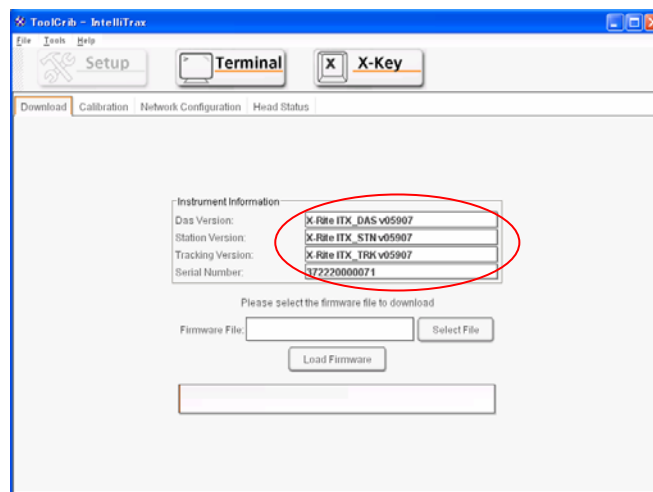 ToolCrib - IntelliTrax
File Tools Help
Setup Terminal X X-Key
Download Calibration Network Configuration Head Status
Instrument Information
Das Version: X-Rite ITX_DAS v05907
Station Version: X-Rite ITX_STN v05907
Tracking Version: X-Rite ITX_TRK v05907
Serial Number: 372220000071
Please select the firmware file to download
Firmware File: Select File
Load Firmware